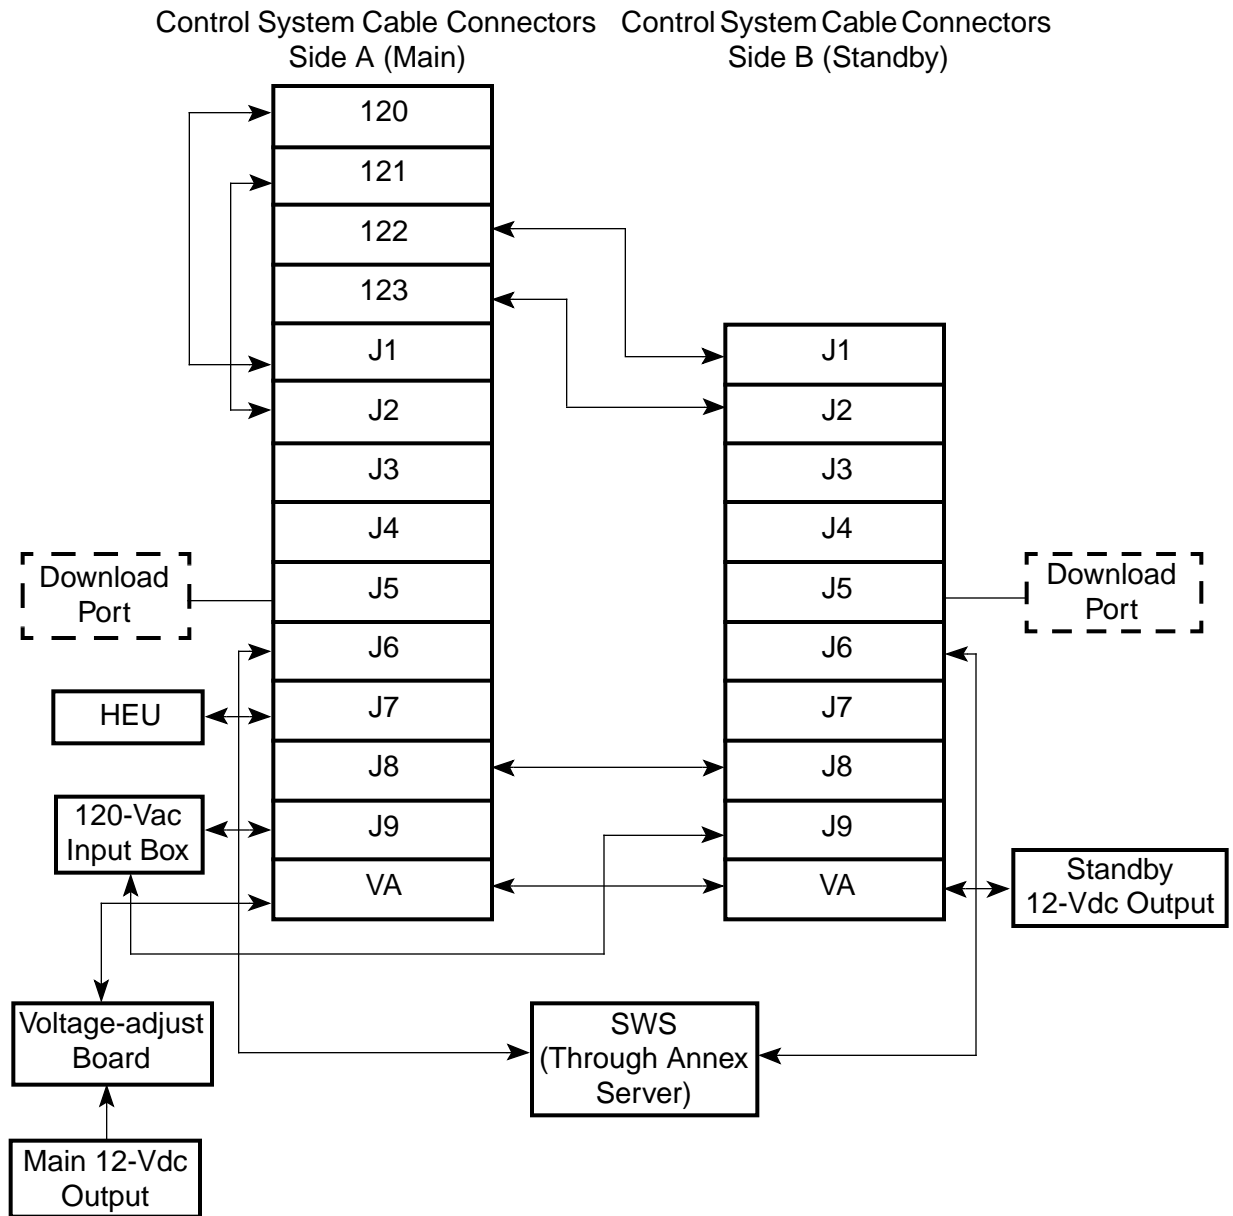 Control System Cable Connectors
Side A (Main)
Control System Cable Connectors
Side B (Standby)
120
121
122
123
J1
J2
J3
J4
J5
J6
J7
J8
J9
VA
J1
J2
J3
J4
J5
J6
J7
J8
J9
VA
Download
Port
Download
Port
HEU
120-Vac
Input Box
Standby
12-Vdc Output
Voltage-adjust
Board
SWS
(Through Annex
Server)
Main 12-Vdc
Output